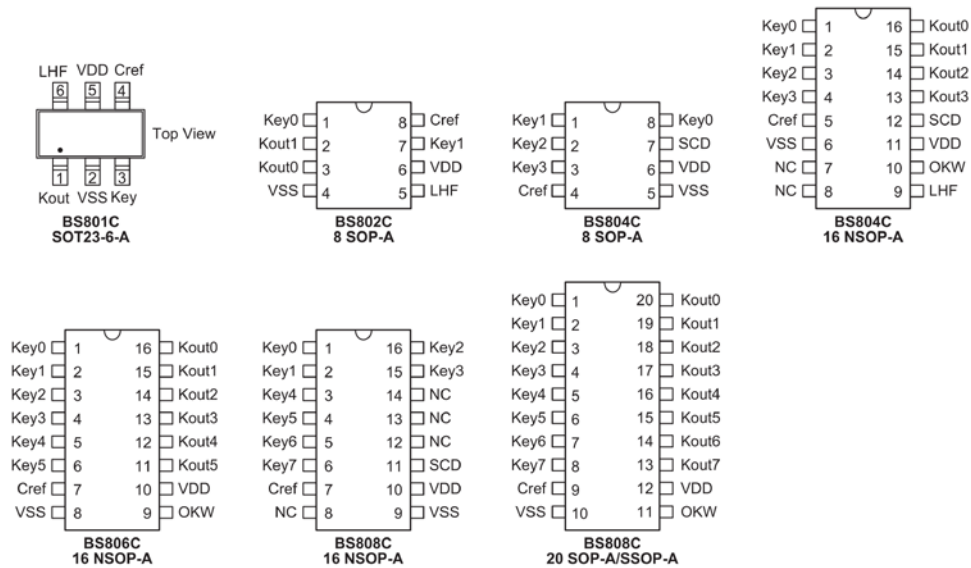 LHF VDD Cref
6 5 4
Top View
1 2 3
Kout VSS Key
BS801C
SOT23-6-A
Key0 1 8 Cref
Kout1 2 7 Key1
Kout0 3 6 VDD
VSS 4 5 LHF
BS802C
8 SOP-A
Key1 1 8 Key0
Key2 2 7 SCD
Key3 3 6 VDD
Cref 4 5 VSS
BS804C
8 SOP-A
Key0 1 16 Kout0
Key1 2 15 Kout1
Key2 3 14 Kout2
Key3 4 13 Kout3
Cref 5 12 SCD
VSS 6 11 VDD
NC 7 10 OKW
NC 8 9 LHF
BS804C
16 NSOP-A
Key0 1 16 Kout0
Key1 2 15 Kout1
Key2 3 14 Kout2
Key3 4 13 Kout3
Key4 5 12 Kout4
Key5 6 11 Kout5
Cref 7 10 VDD
VSS 8 9 OKW
BS806C
16 NSOP-A
Key0 1 16 Key2
Key1 2 15 Key3
Key4 3 14 NC
Key5 4 13 NC
Key6 5 12 NC
Key7 6 11 SCD
Cref 7 10 VDD
NC 8 9 VSS
BS808C
16 NSOP-A
Key0 1 20 Kout0
Key1 2 19 Kout1
Key2 3 18 Kout2
Key3 4 17 Kout3
Key4 5 16 Kout4
Key5 6 15 Kout5
Key6 7 14 Kout6
Key7 8 13 Kout7
Cref 9 12 VDD
VSS 10 11 OKW
BS808C
20 SOP-A/SSOP-A